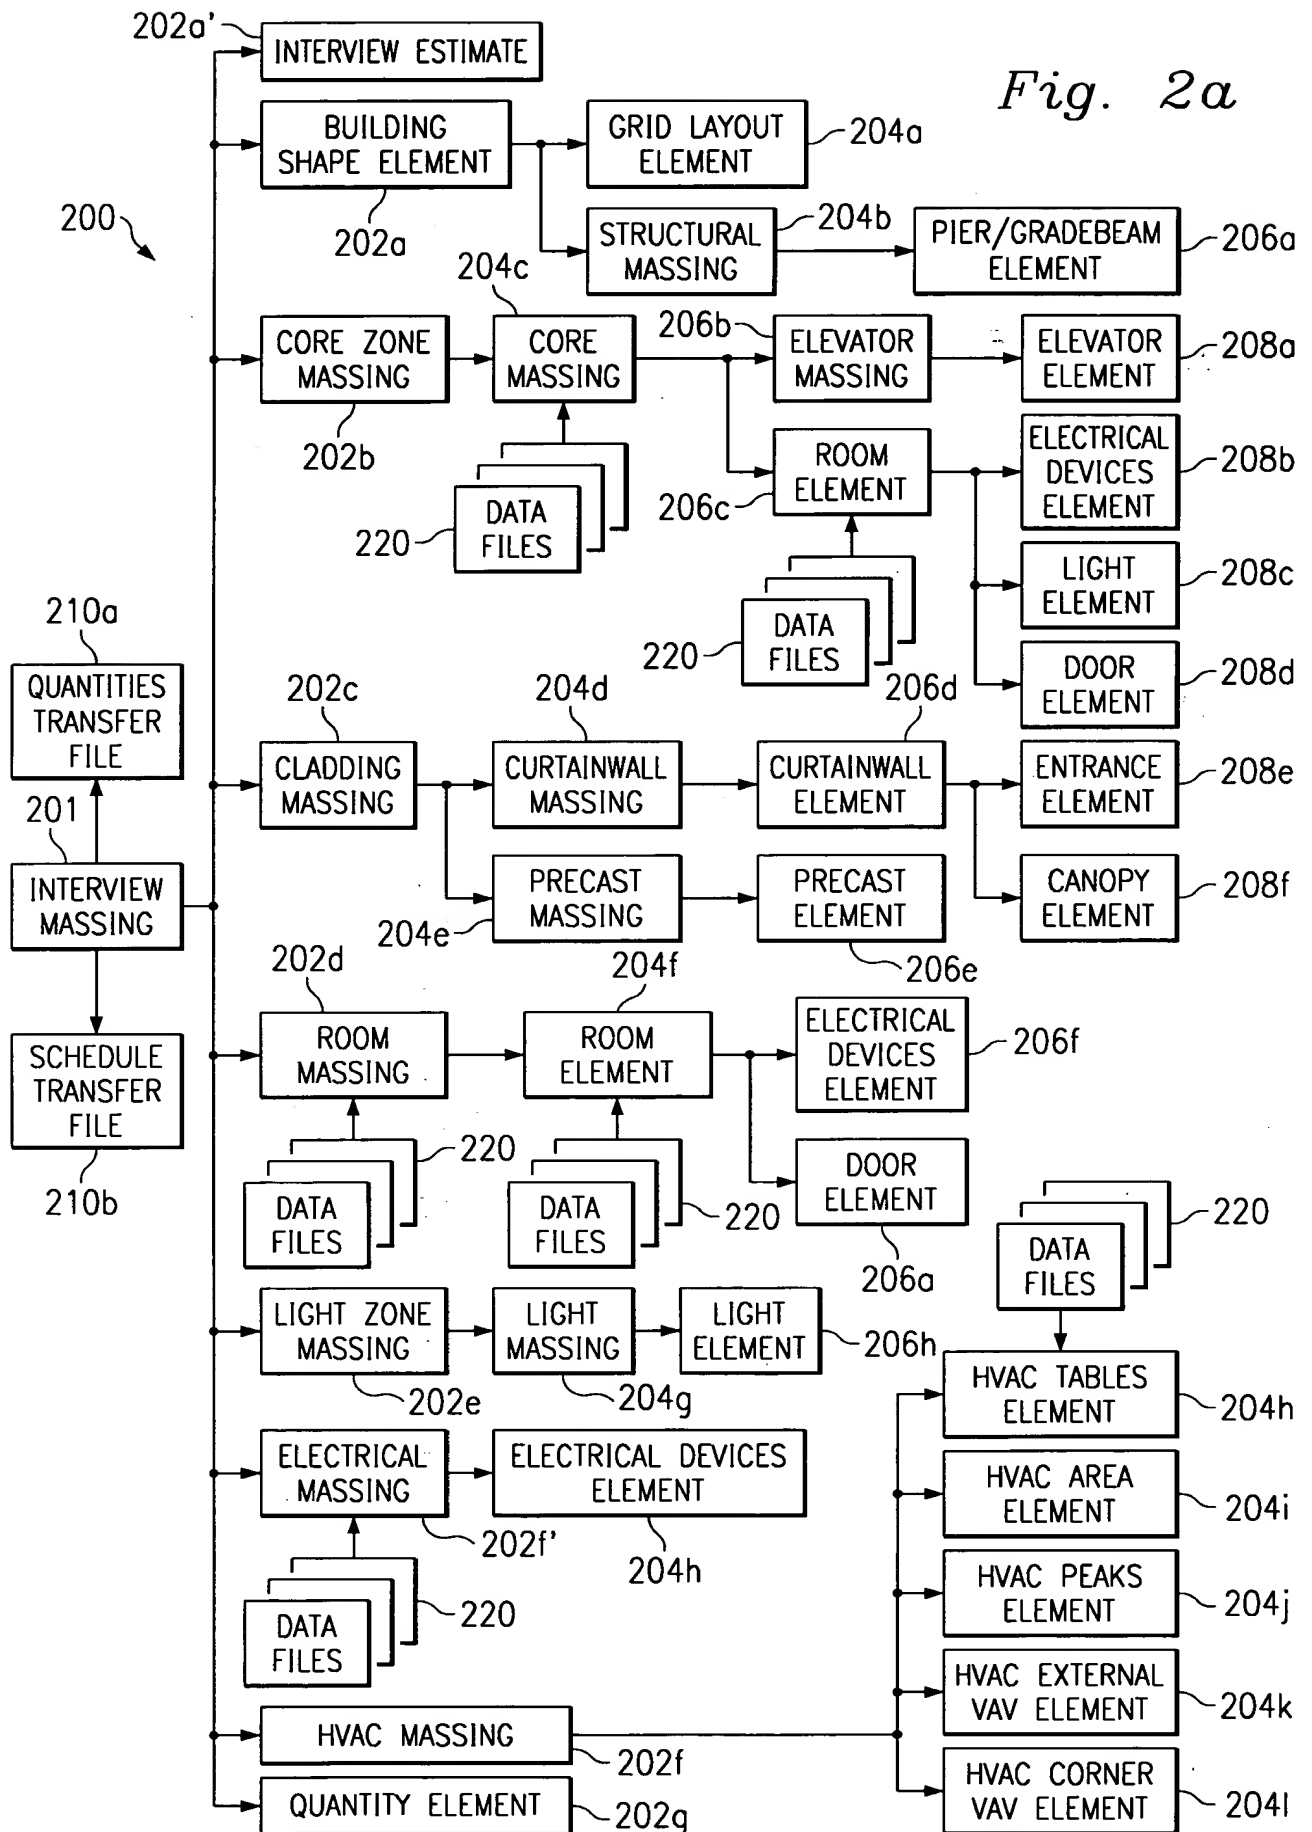 Fig. 2a
200
202a'
INTERVIEW ESTIMATE
BUILDING
SHAPE ELEMENT
202a
GRID LAYOUT
ELEMENT
204a
STRUCTURAL
MASSING
204b
PIER/GRADEBEAM
ELEMENT
206a
CORE ZONE
MASSING
202b
204c
CORE
MASSING
220
DATA
FILES
206b
ELEVATOR
MASSING
ELEVATOR
ELEMENT
208a
206c
ROOM
ELEMENT
220
DATA
FILES
ELECTRICAL
DEVICES
ELEMENT
208b
LIGHT
ELEMENT
208c
DOOR
ELEMENT
208d
210a
QUANTITIES
TRANSFER
FILE
201
INTERVIEW
MASSING
SCHEDULE
TRANSFER
FILE
210b
202c
CLADDING
MASSING
204d
CURTAINWALL
MASSING
206d
CURTAINWALL
ELEMENT
ENTRANCE
ELEMENT
208e
PRECAST
MASSING
204e
PRECAST
ELEMENT
206e
CANOPY
ELEMENT
208f
202d
ROOM
MASSING
220
DATA
FILES
204f
ROOM
ELEMENT
220
DATA
FILES
ELECTRICAL
DEVICES
ELEMENT
206f
DOOR
ELEMENT
206a
LIGHT ZONE
MASSING
202e
LIGHT
MASSING
204g
LIGHT
ELEMENT
206h
ELECTRICAL
MASSING
202f'
220
DATA
FILES
ELECTRICAL DEVICES
ELEMENT
204h
HVAC MASSING
202f
QUANTITY ELEMENT
202g
220
DATA
FILES
HVAC TABLES
ELEMENT
204h
HVAC AREA
ELEMENT
204i
HVAC PEAKS
ELEMENT
204j
HVAC EXTERNAL
VAV ELEMENT
204k
HVAC CORNER
VAV ELEMENT
204l